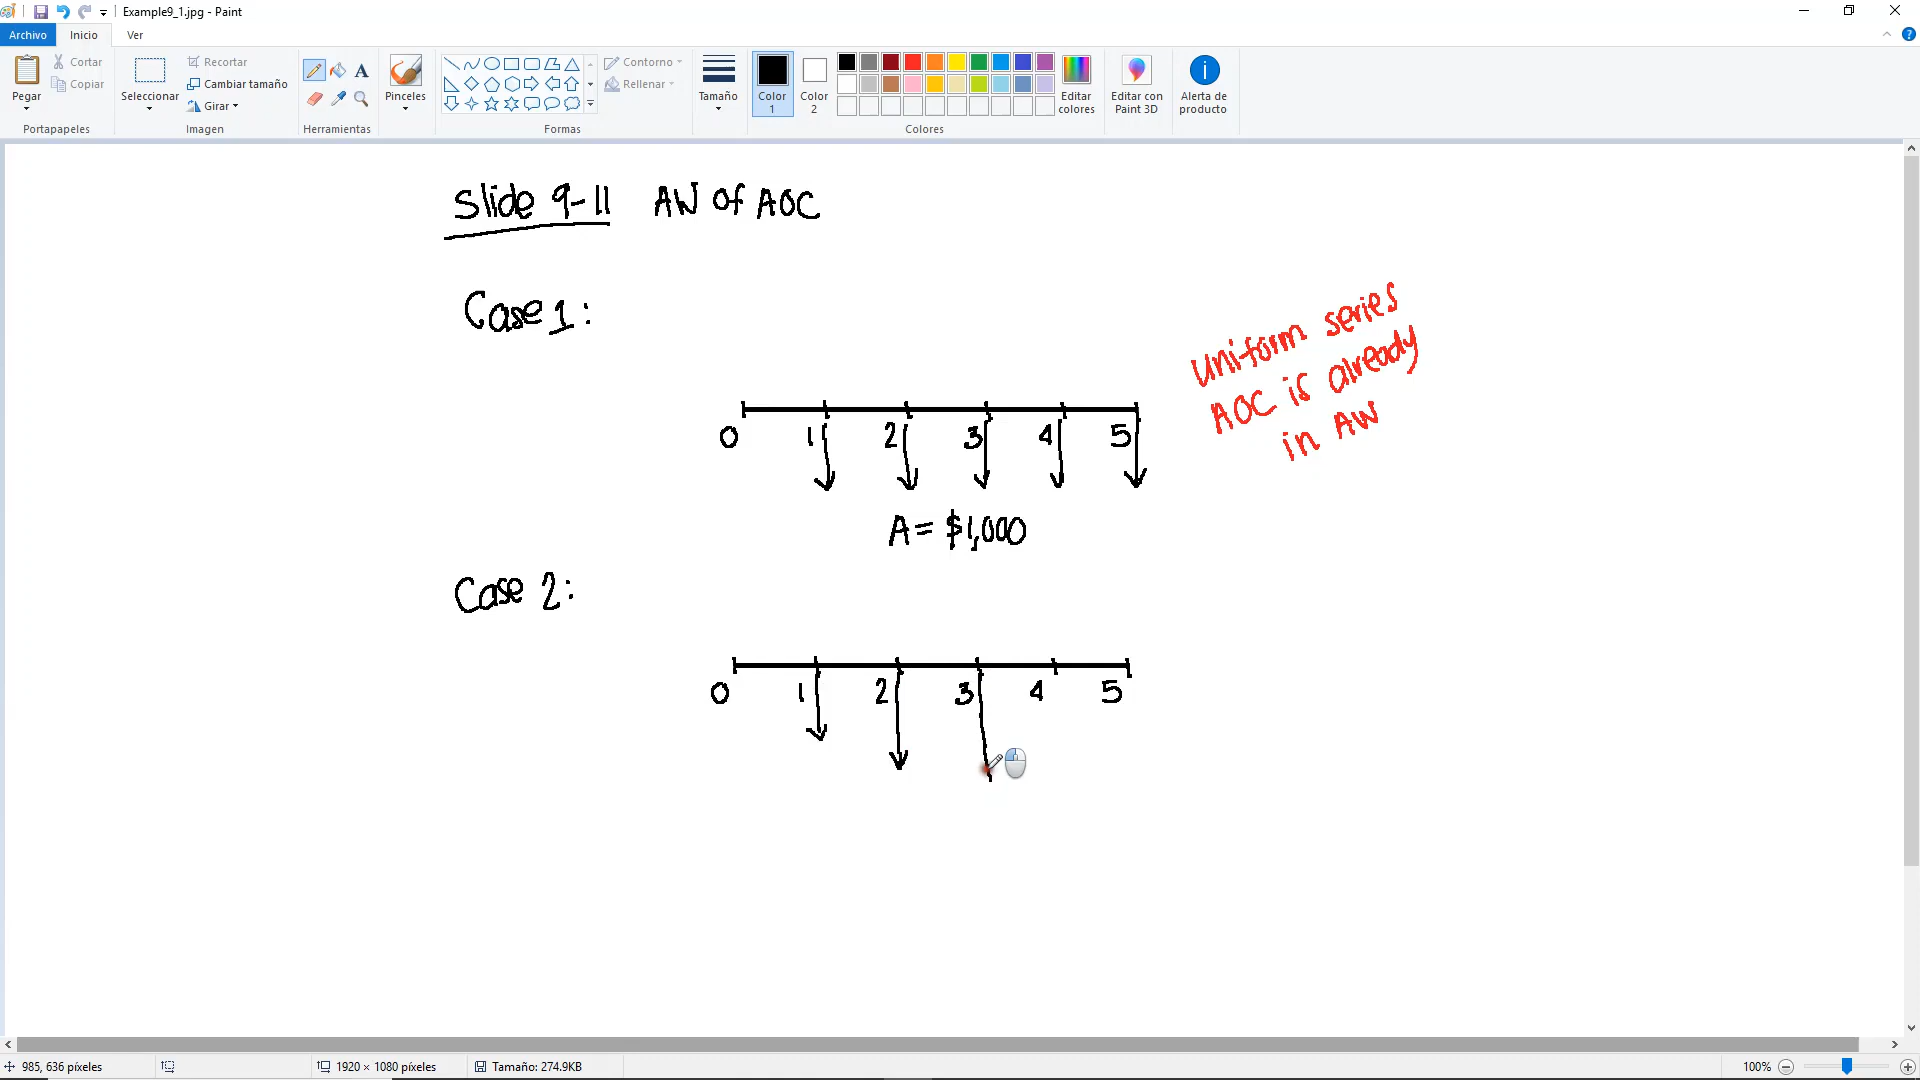 Example9_1.jpg - Paint
Archivo Inicio Ver
Pegar
Cortar
Copiar
Portapapeles
Seleccionar
Recortar
Cambiar tamaño
Girar
Imagen
A
Herramientas
Pinceles
Contorno
Rellenar
Formas
Tamaño
Color 1
Color 2
Editar colores
Colores
Editar con Paint 3D
Alerta de producto
Slide 9-11 AW of AOC
Case 1:
0 1 2 3 4 5
A = $1,000
Uniform series
AOC is already
in AW
Case 2:
0 1 2 3 4 5
985, 636 píxeles
1920 × 1080 píxeles
Tamaño: 274.9KB
100%